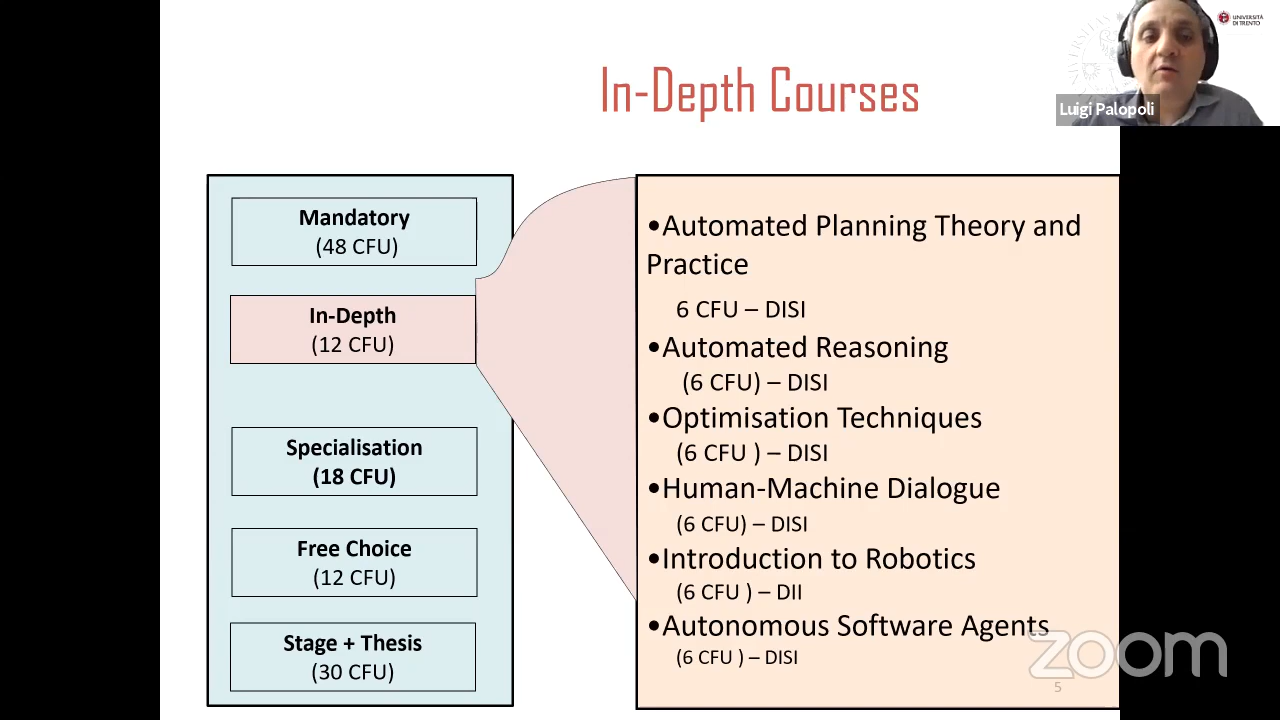 UNIVERSITÀ
DI TRENTO
Luigi Palopoli
In-Depth Courses
Mandatory
(48 CFU)
In-Depth
(12 CFU)
Specialisation
(18 CFU)
Free Choice
(12 CFU)
Stage + Thesis
(30 CFU)
•Automated Planning Theory and
Practice
6 CFU – DISI
•Automated Reasoning
(6 CFU) – DISI
•Optimisation Techniques
(6 CFU ) – DISI
•Human-Machine Dialogue
(6 CFU) – DISI
•Introduction to Robotics
(6 CFU ) – DII
•Autonomous Software Agents
(6 CFU ) – DISI
zoom
5